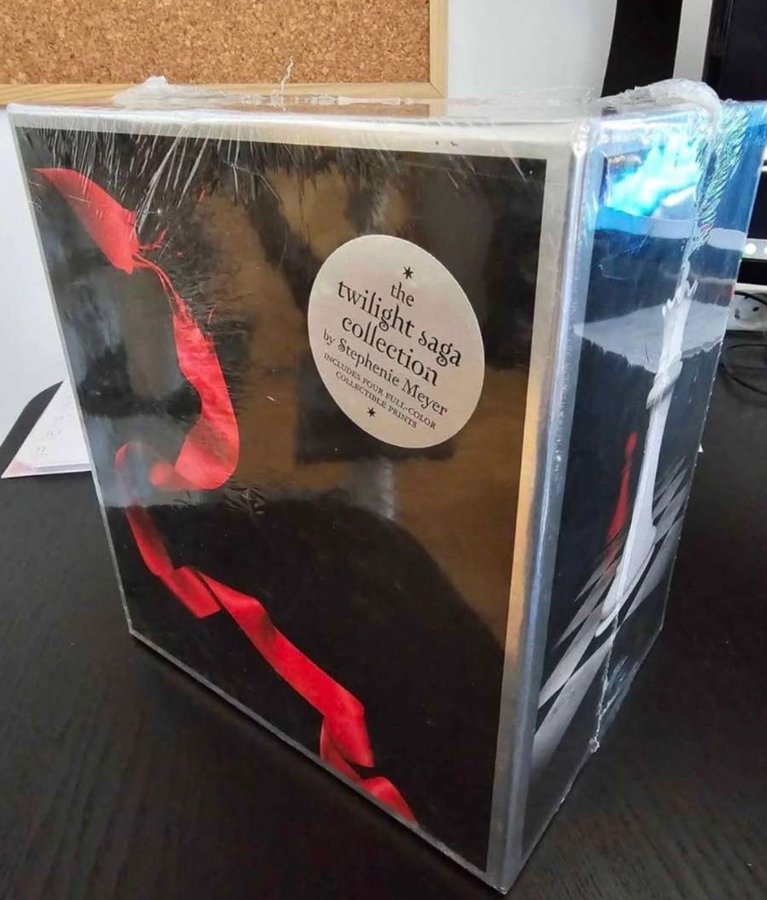 the
twilight saga
collection
by Stephenie Meyer
INCLUDES FOUR FULL-COLOR
COLLECTIBLE PRINTS